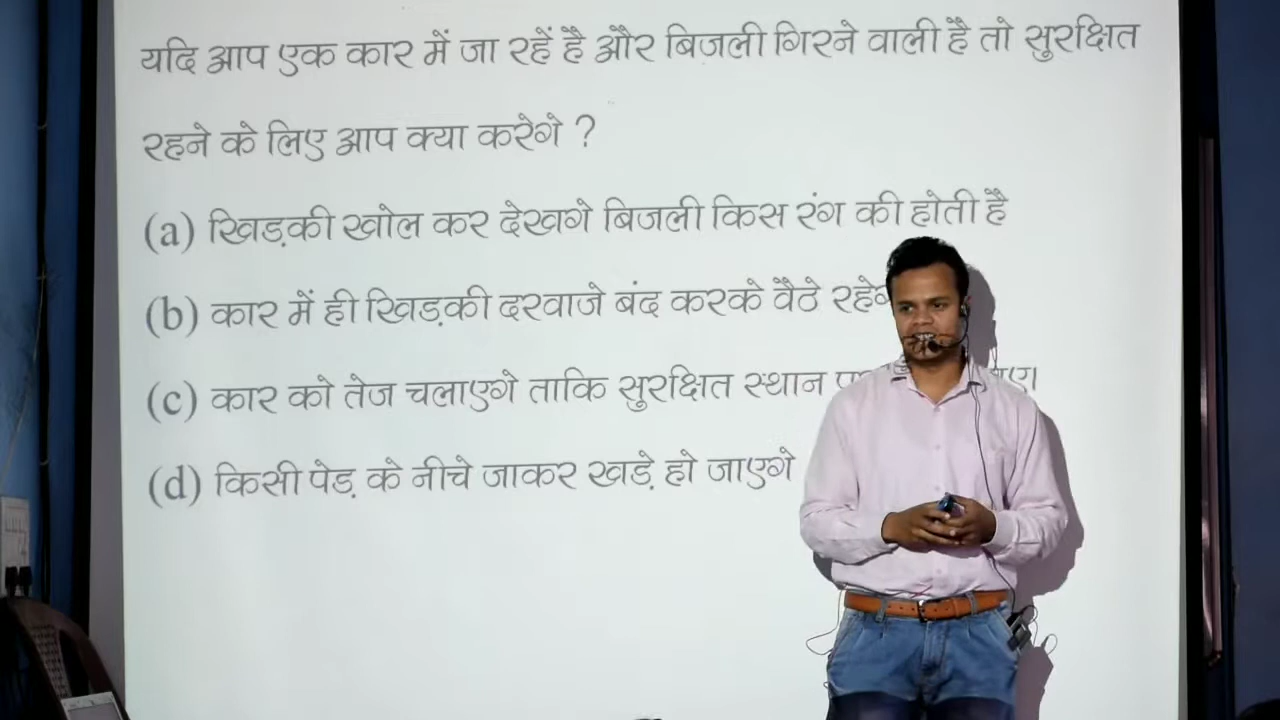 यदि आप एक कार में जा रहें है और बिज़ली गिरने वाली है तो सुरक्षित
रहने के लिए आप क्या करेगे ?
(a) खिड़की खोल कर देखगे बिजली किस रंग की होती है
(b) कार में ही खिड़की दरवाजे बंद करके वैठे
(c) कार को तेज चलाएगे ताकि सुरक्षित स्थान
(d) किसी पेड़ के नीचे जाकर खड़े हो जाएगे